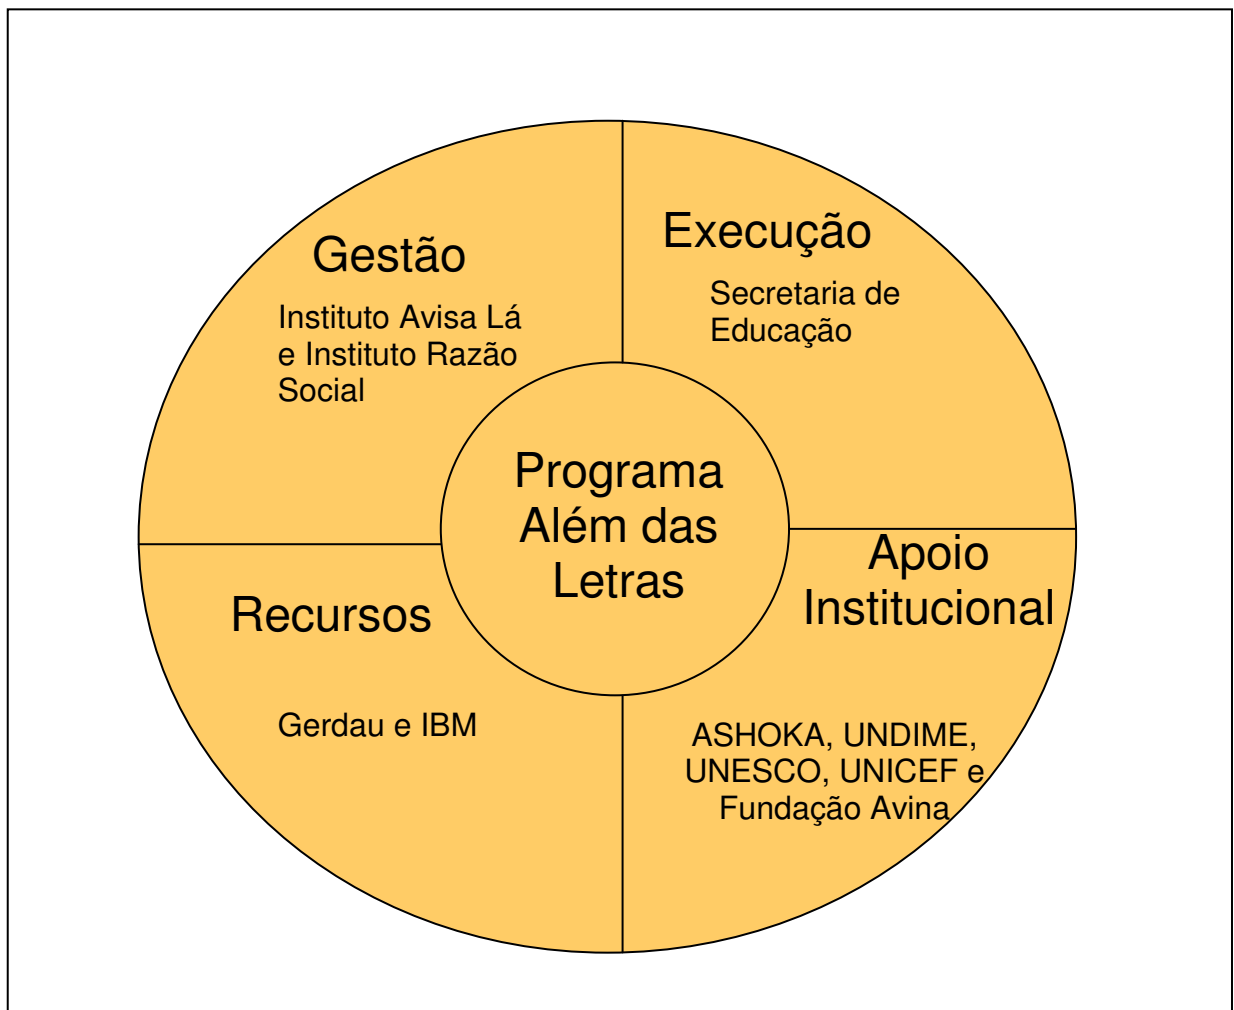 Gestão
Instituto Avisa Lá
e Instituto Razão
Social
Execução
Secretaria de
Educação
Programa
Além das
Letras
Recursos
Gerdau e IBM
Apoio
Institucional
ASHOKA, UNDIME,
UNESCO, UNICEF e
Fundação Avina